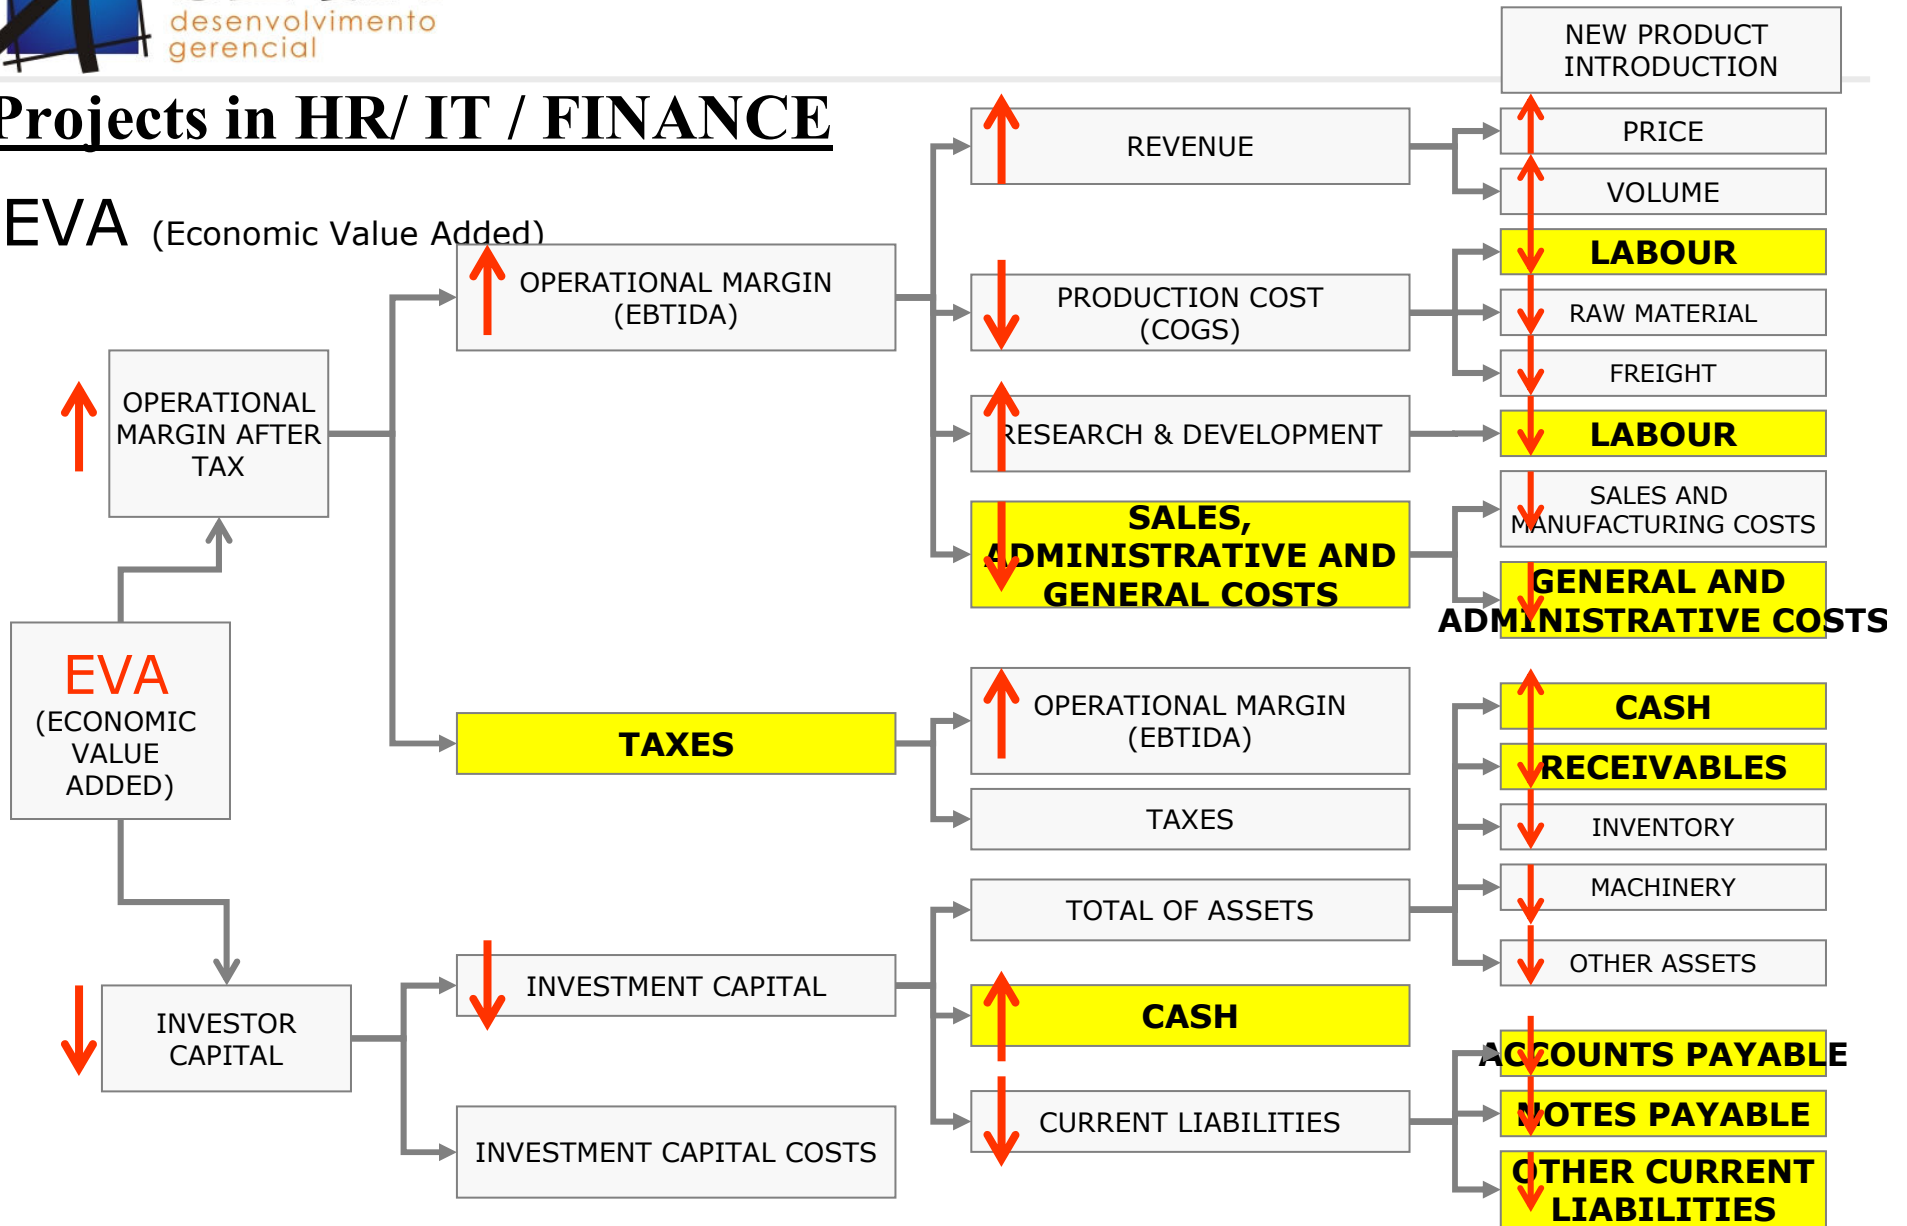 desenvolvimento
gerencial
Projects in HR/ IT / FINANCE
EVA (Economic Value Added)
NEW PRODUCT
INTRODUCTION
REVENUE
PRICE
VOLUME
OPERATIONAL MARGIN
(EBTIDA)
PRODUCTION COST
(COGS)
LABOUR
RAW MATERIAL
FREIGHT
OPERATIONAL
MARGIN AFTER
TAX
RESEARCH & DEVELOPMENT
LABOUR
SALES,
ADMINISTRATIVE AND
GENERAL COSTS
SALES AND
MANUFACTURING COSTS
GENERAL AND
ADMINISTRATIVE COSTS
EVA
(ECONOMIC
VALUE
ADDED)
TAXES
OPERATIONAL MARGIN
(EBTIDA)
TAXES
CASH
RECEIVABLES
INVENTORY
MACHINERY
OTHER ASSETS
TOTAL OF ASSETS
INVESTOR
CAPITAL
INVESTMENT CAPITAL
CASH
CURRENT LIABILITIES
ACCOUNTS PAYABLE
NOTES PAYABLE
OTHER CURRENT
LIABILITIES
INVESTMENT CAPITAL COSTS